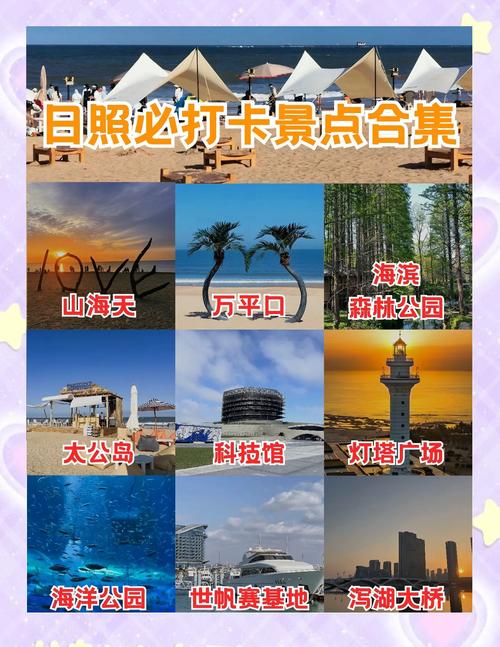 日照必打卡景点合集
LOVE
山海天
万平口
海滨
森林公园
太公岛
科技馆
灯塔广场
海洋公园
世帆赛基地
泻湖大桥